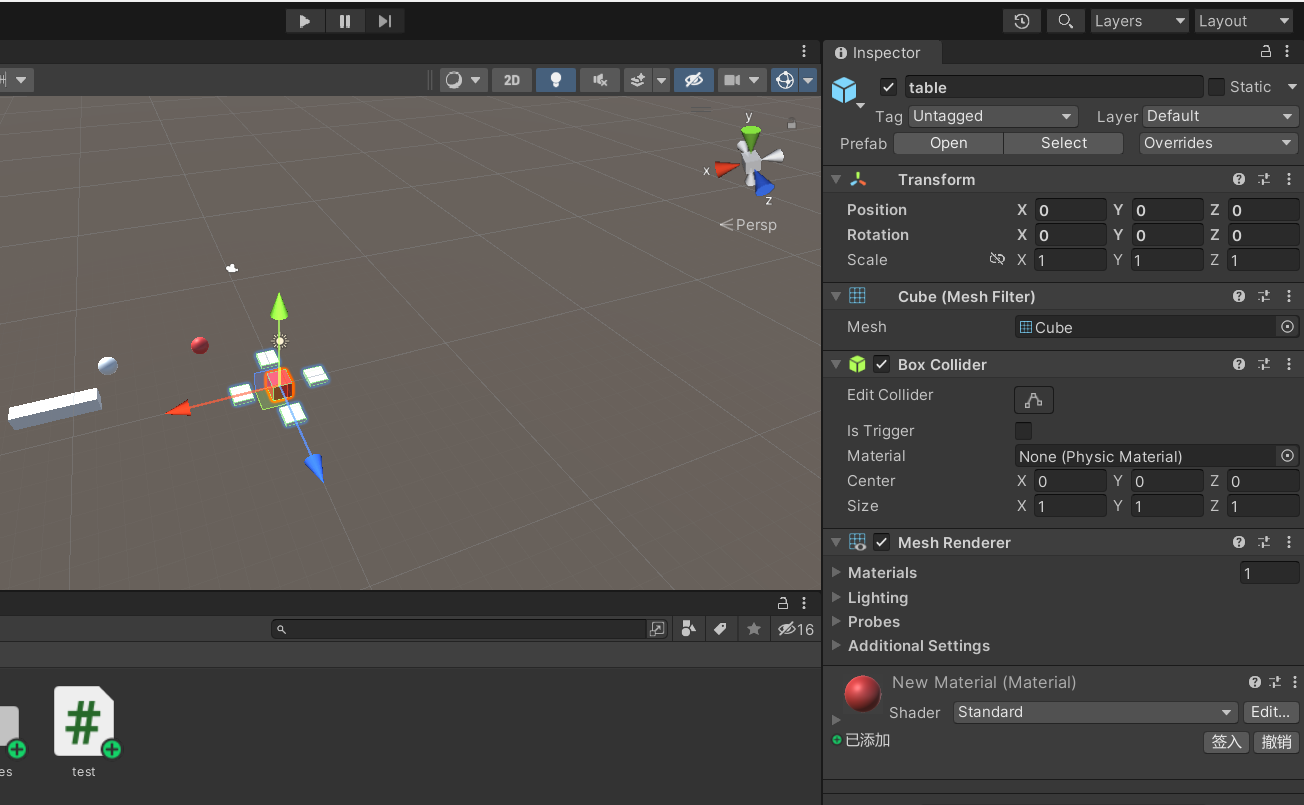 Layers
Layout
Inspector
2D
table
Static
Tag Untagged
Layer Default
Prefab Open Select Overrides
y
x
z
Persp
Transform
Position X 0 Y 0 Z 0
Rotation X 0 Y 0 Z 0
Scale X 1 Y 1 Z 1
Cube (Mesh Filter)
Mesh Cube
Box Collider
Edit Collider
Is Trigger
Material None (Physic Material)
Center X 0 Y 0 Z 0
Size X 1 Y 1 Z 1
Mesh Renderer
Materials 1
Lighting
Probes
Additional Settings
16
New Material (Material)
Shader Standard Edit...
已添加 签入 撤销
#
es
test